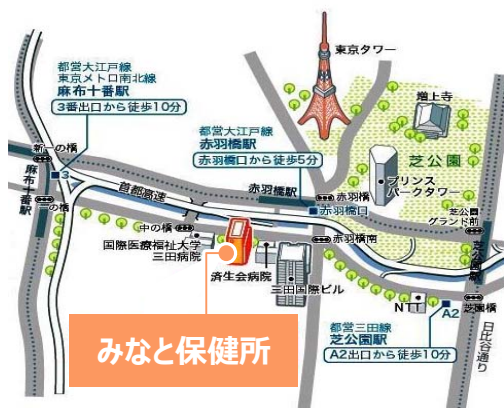 東京タワー
都営大江戸線
東京メトロ南北線
麻布十番駅
3番出口から徒歩10分
増上寺
都営大江戸線
赤羽橋駅
赤羽橋口から徒歩5分
芝公園
新一の橋
3
麻布十番駅
一の橋
首都高速
赤羽橋駅
赤羽橋
プリンス
パークタワー
赤羽橋口
芝公園
グランド前
中の橋
国際医療福祉大学
三田病院
済生会病院
赤羽橋南
三田国際ビル
芝公園駅
NTT
A2
芝園橋
都営三田線
芝公園駅
A2出口から徒歩10分
日比谷通り
みなと保健所